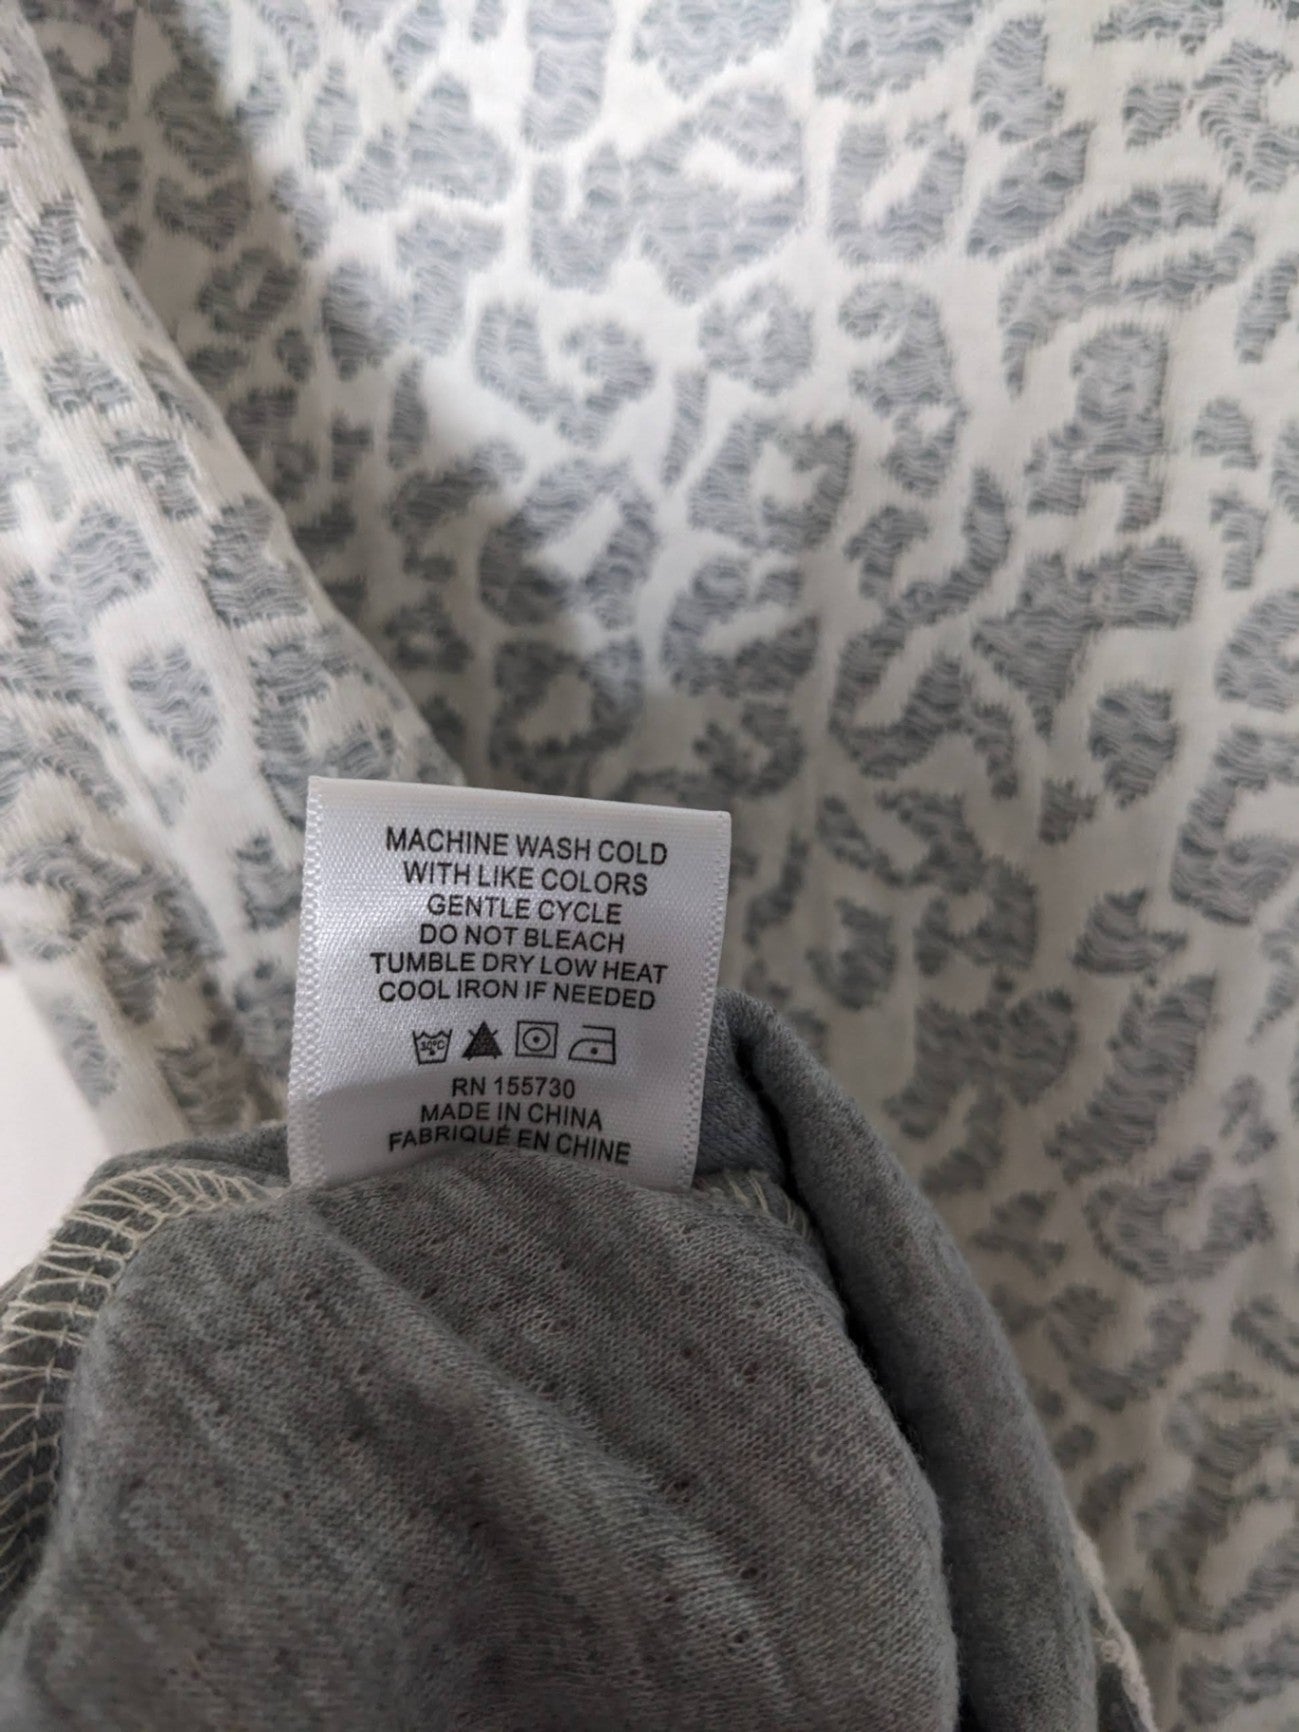 MACHINE WASH COLD
WITH LIKE COLORS
GENTLE CYCLE
DO NOT BLEACH
TUMBLE DRY LOW HEAT
COOL IRON IF NEEDED
30°C
RN 155730
MADE IN CHINA
FABRIQUÉ EN CHINE